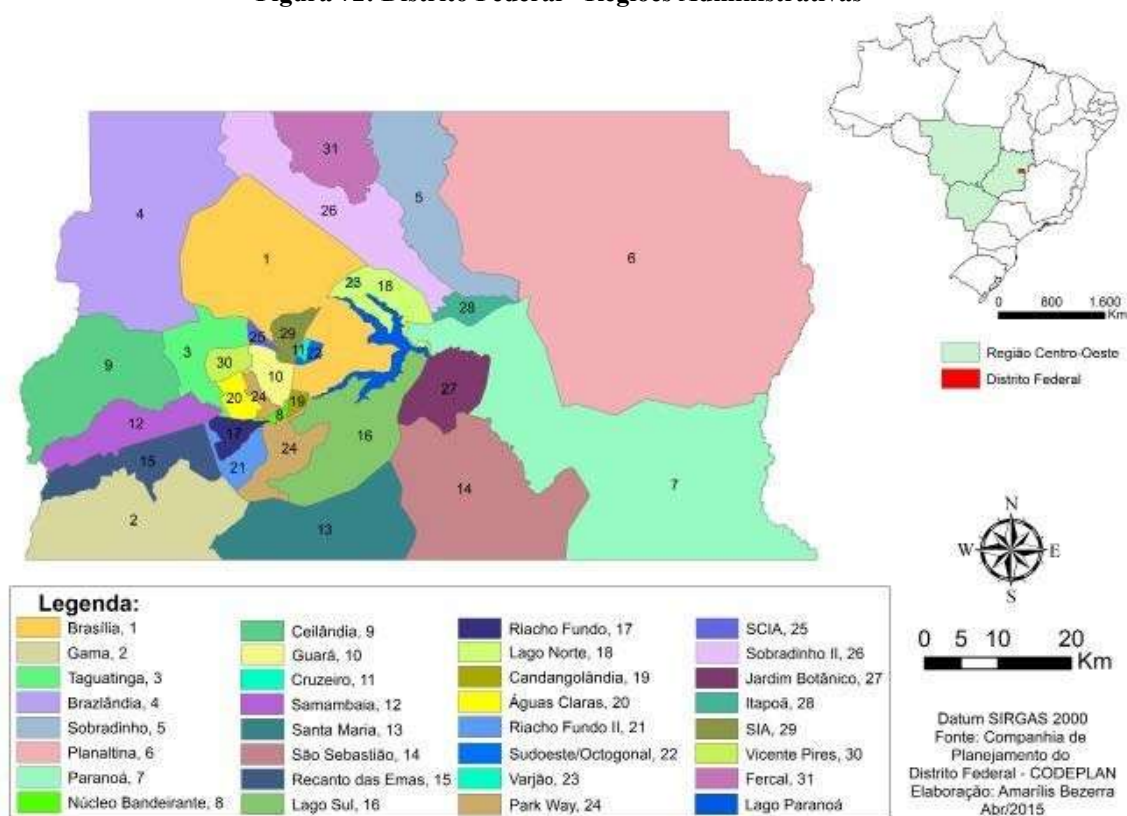 Figura 72: Distrito Federal - Regiões Administrativas
31
5
4
26
6
1
23
18
28
25
29
11
22
3
30
9
10
27
20
24
19
8
12
17
16
24
15
21
14
7
2
13
0 800 1.600
Km
Região Centro-Oeste
Distrito Federal
N
W E
S
0 5 10 20
Km
Legenda:
Brasília, 1
Gama, 2
Taguatinga, 3
Brazlândia, 4
Sobradinho, 5
Planaltina, 6
Paranoá, 7
Núcleo Bandeirante, 8
Ceilândia, 9
Guará, 10
Cruzeiro, 11
Samambaia, 12
Santa Maria, 13
São Sebastião, 14
Recanto das Emas, 15
Lago Sul, 16
Riacho Fundo, 17
Lago Norte, 18
Candangolândia, 19
Águas Claras, 20
Riacho Fundo II, 21
Sudoeste/Octogonal, 22
Varjão, 23
Park Way, 24
SCIA, 25
Sobradinho II, 26
Jardim Botânico, 27
Itapoã, 28
SIA, 29
Vicente Pires, 30
Fercal, 31
Lago Paranoá
Datum SIRGAS 2000
Fonte: Companhia de
Planejamento do
Distrito Federal - CODEPLAN
Elaboração: Amarílis Bezerra
Abr/2015